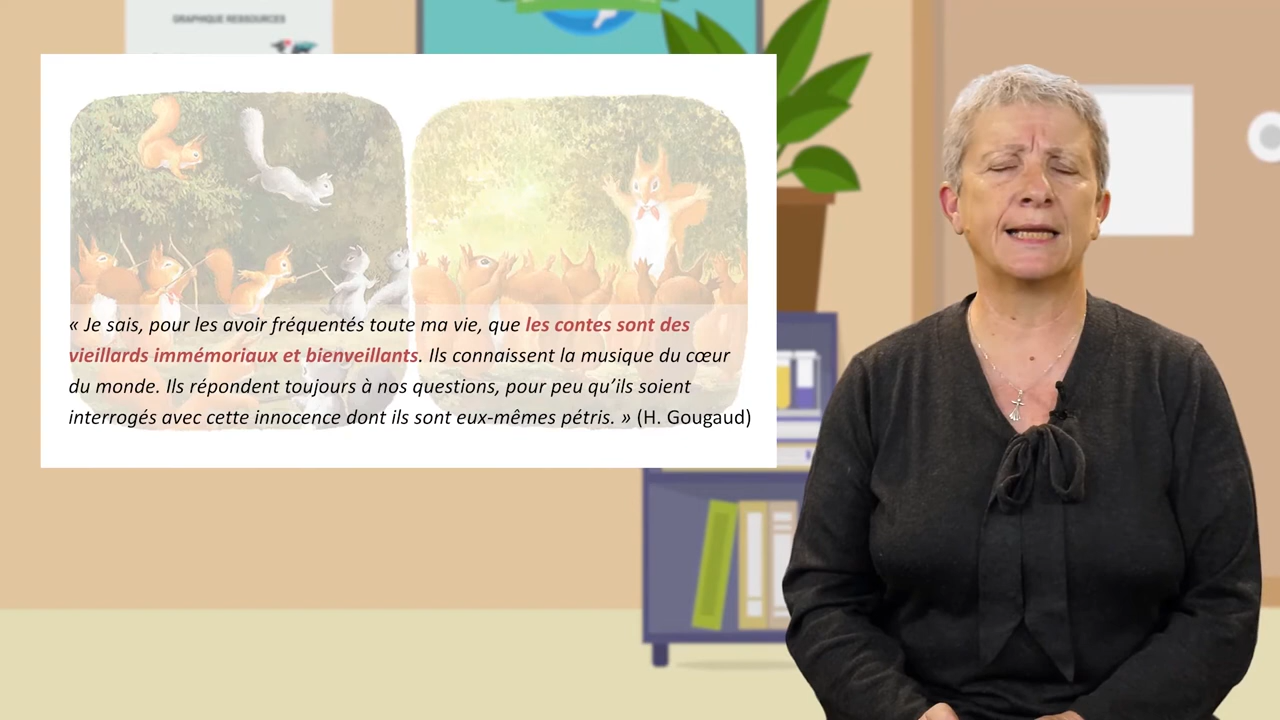 GRAPHIQUE RESSOURCES
« Je sais, pour les avoir fréquentés toute ma vie, que les contes sont des
vieillards immémoriaux et bienveillants. Ils connaissent la musique du cœur
du monde. Ils répondent toujours à nos questions, pour peu qu’ils soient
interrogés avec cette innocence dont ils sont eux-mêmes pétris. » (H. Gougaud)